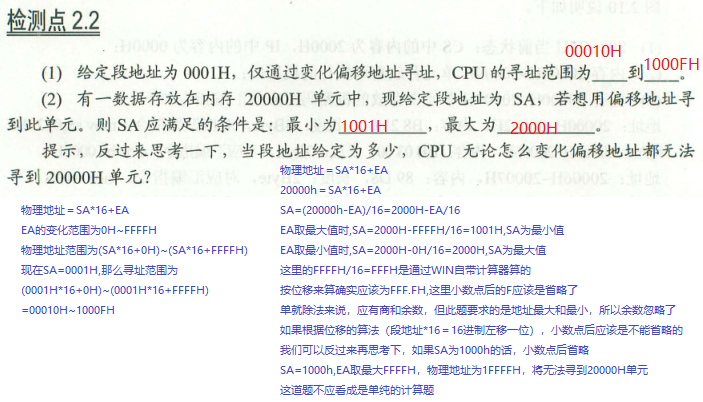 检测点 2.2
00010H
1000FH
(1) 给定段地址为 0001H，仅通过变化偏移地址寻址，CPU 的寻址范围为____到____。
(2) 有一数据存放在内存 20000H 单元中，现给定段地址为 SA，若想用偏移地址寻
到此单元。则 SA 应满足的条件是：最小为 1001H ，最大为 2000H 。
提示，反过来思考一下，当段地址给定为多少，CPU 无论怎么变化偏移地址都无法
寻到 20000H 单元？
物理地址＝SA*16+EA
EA的变化范围为0H~FFFFH
物理地址范围为(SA*16+0H)~(SA*16+FFFFH)
现在SA=0001H,那么寻址范围为
(0001H*16+0H)~(0001H*16+FFFFH)
=00010H~1000FH
物理地址＝SA*16+EA
20000h＝SA*16+EA
SA=(20000h-EA)/16=2000H-EA/16
EA取最大值时,SA=2000H-FFFFH/16=1001H,SA为最小值
EA取最小值时,SA=2000H-0H/16=2000H,SA为最大值
这里的FFFFH/16=FFFH是通过WIN自带计算器算的
按位移来算确实应该为FFF.FH,这里小数点后的F应该是省略了
单就除法来说，应有商和余数，但此题要求的是地址最大和最小，所以余数忽略了
如果根据位移的算法（段地址*16＝16进制左移一位），小数点后应该是不能省略的
我们可以反过来再思考下，如果SA为1000h的话，小数点后省略
SA=1000h,EA取最大FFFFH，物理地址为1FFFFH，将无法寻到20000H单元
这道题不应看成是单纯的计算题